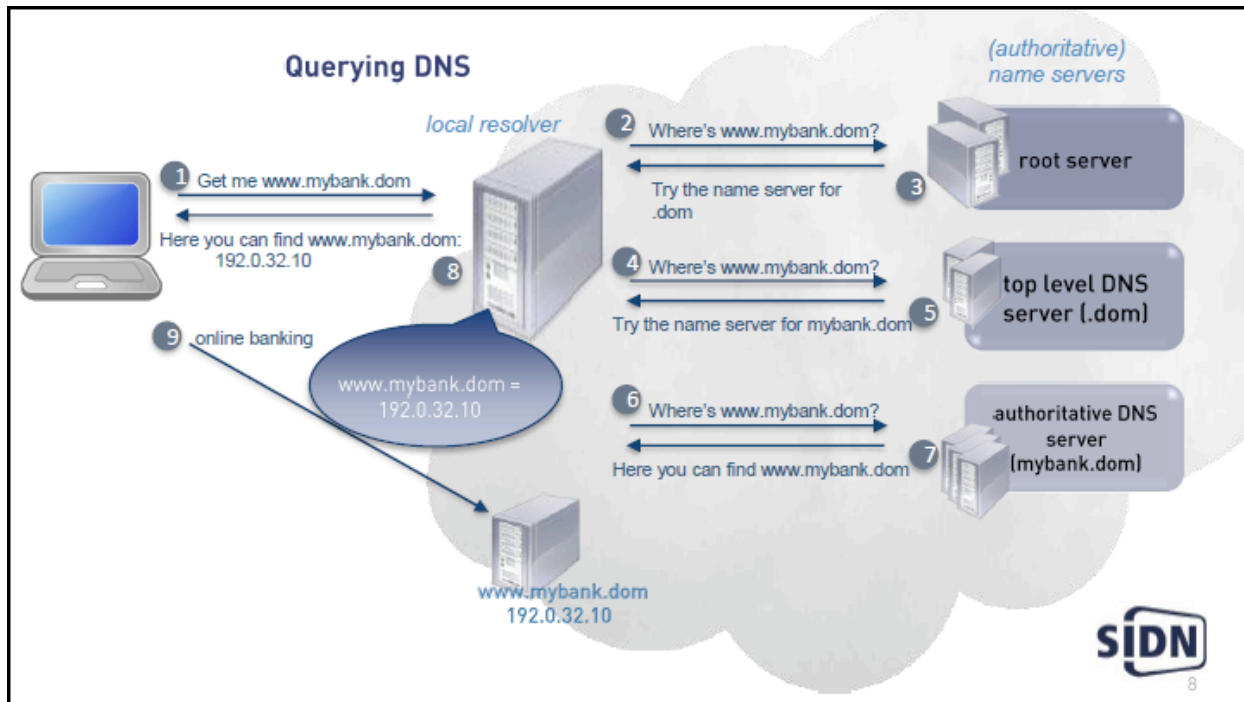 Querying DNS
(authoritative)
name servers
local resolver
2 Where's www.mybank.dom?
root server
1 Get me www.mybank.dom
Try the name server for
.dom
3
Here you can find www.mybank.dom:
192.0.32.10
8
4 Where's www.mybank.dom?
top level DNS
server (.dom)
Try the name server for mybank.dom
5
9 online banking
www.mybank.dom =
192.0.32.10
6 Where's www.mybank.dom?
authoritative DNS
server
(mybank.dom)
Here you can find www.mybank.dom
7
www.mybank.dom
192.0.32.10
SIDN
8